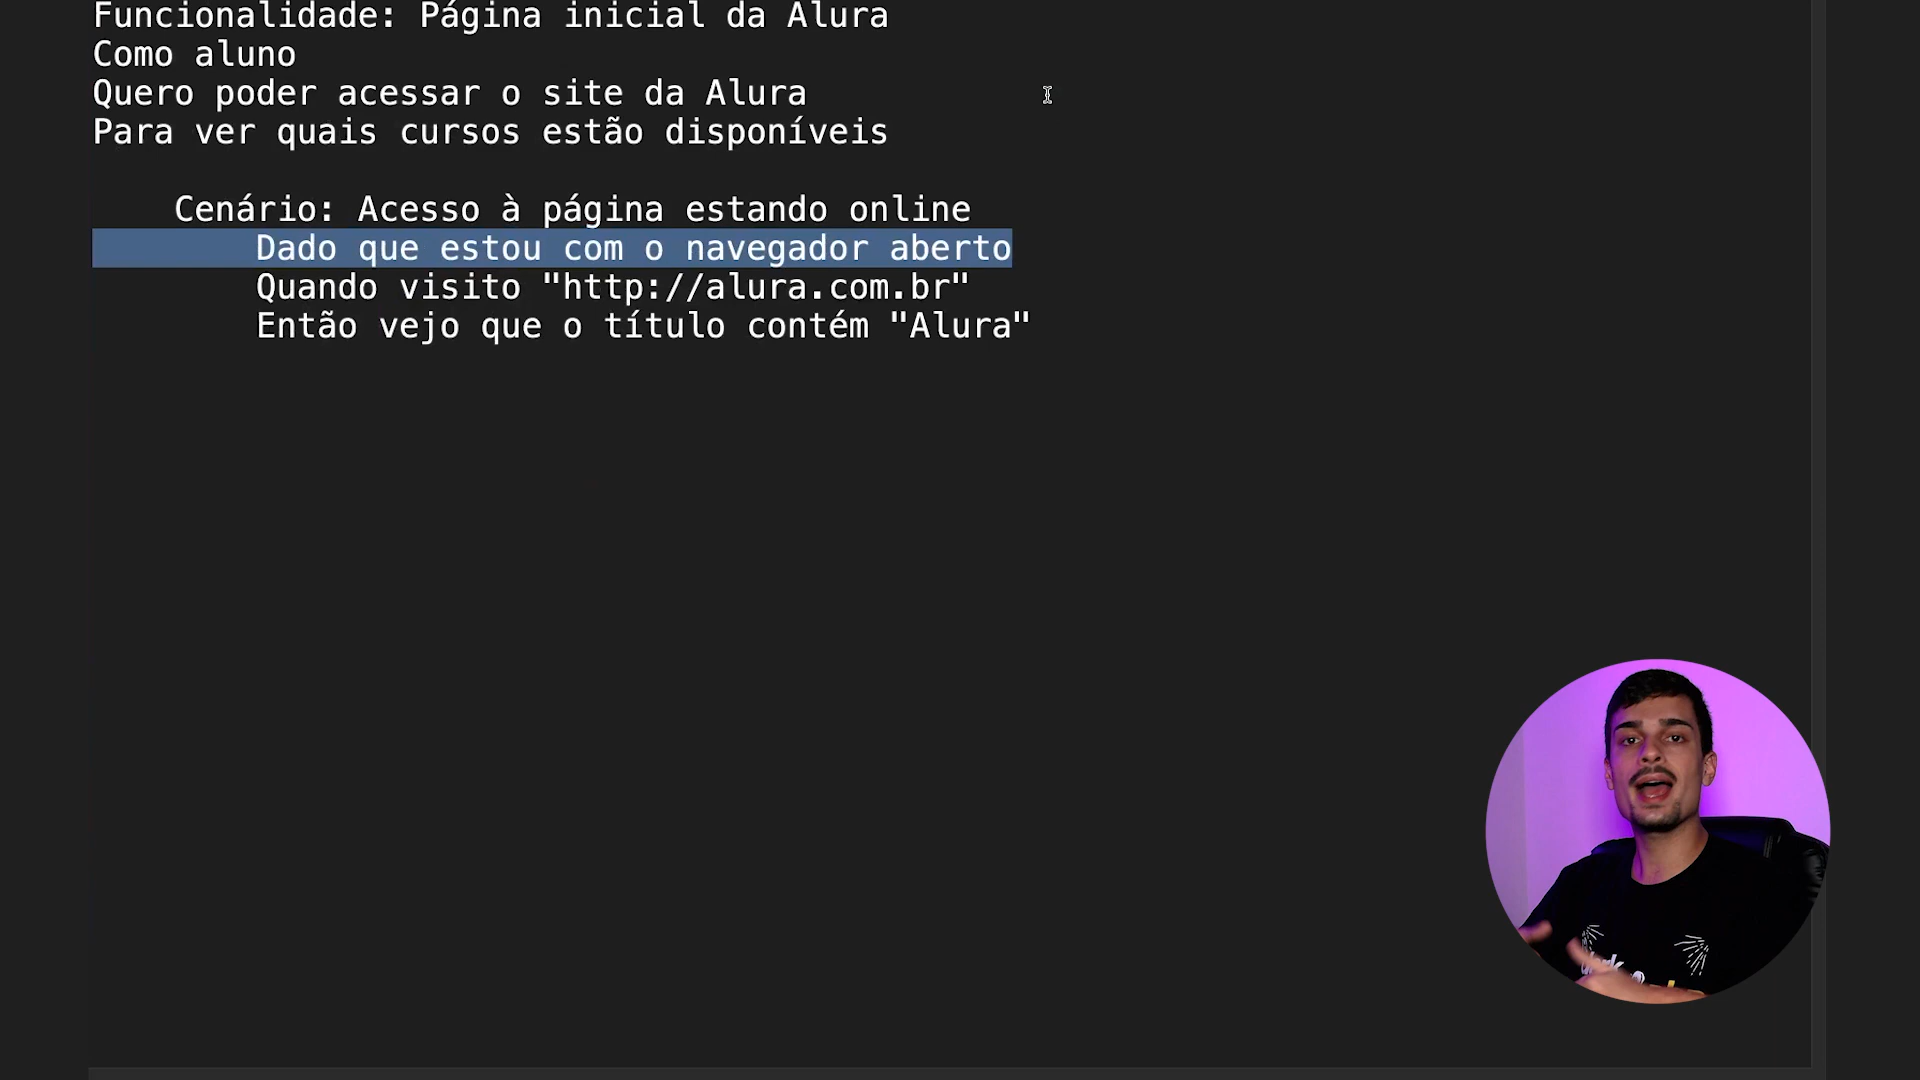 Funcionalidade: Página inicial da Alura
Como aluno
Quero poder acessar o site da Alura
Para ver quais cursos estão disponíveis
Cenário: Acesso à página estando online
Dado que estou com o navegador aberto
Quando visito "http://alura.com.br"
Então vejo que o título contém "Alura"